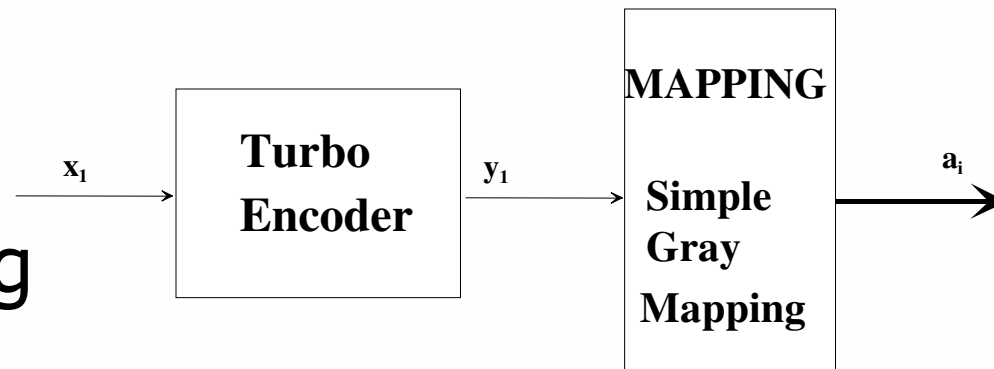 x₁
Turbo
Encoder
y₁
MAPPING
Simple
Gray
Mapping
aᵢ
g